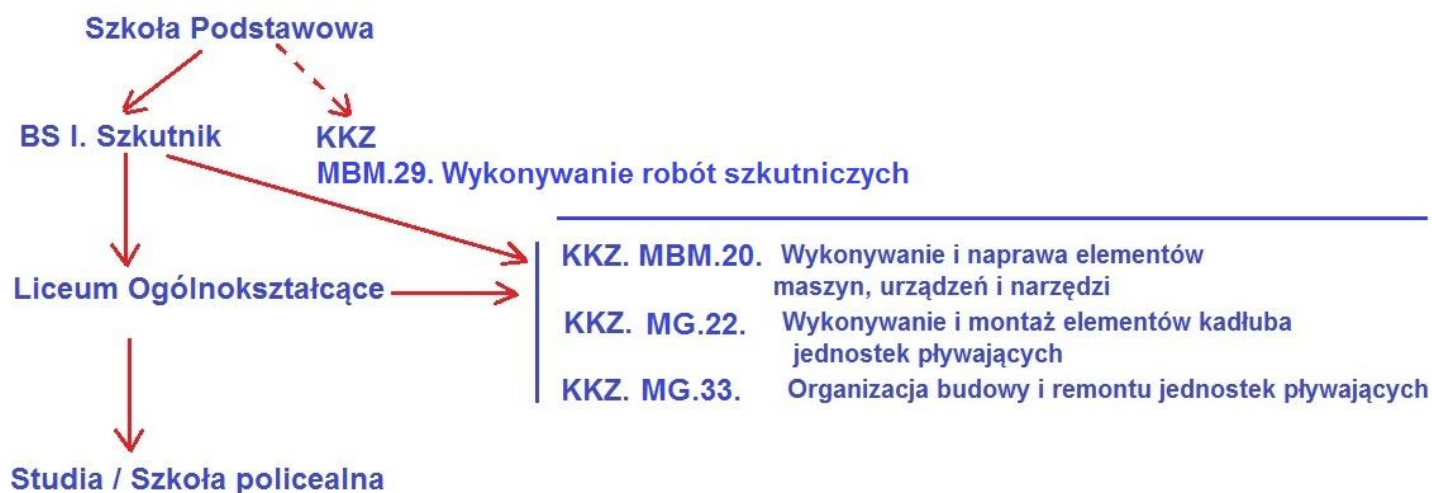 Szkoła Podstawowa
BS I. Szkutnik
KKZ
MBM.29. Wykonywanie robót szkutniczych
KKZ. MBM.20. Wykonywanie i naprawa elementów
maszyn, urządzeń i narzędzi
Liceum Ogólnokształcące
KKZ. MG.22. Wykonywanie i montaż elementów kadłuba
jednostek pływających
KKZ. MG.33. Organizacja budowy i remontu jednostek pływających
Studia / Szkoła policealna